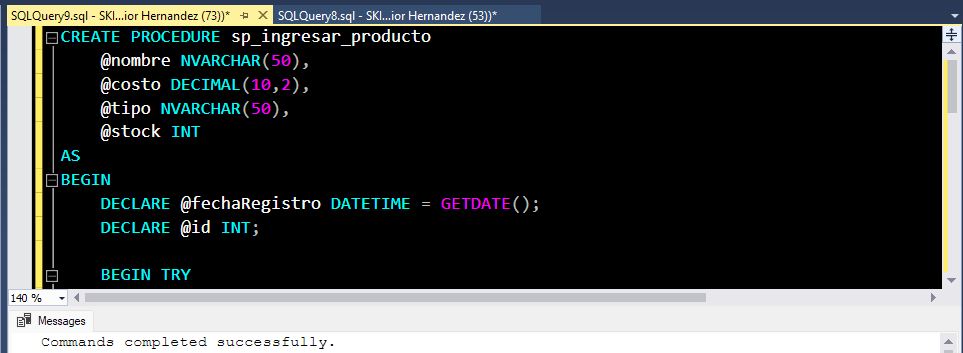 SQLQuery9.sql - SKI...ior Hernandez (73))*
SQLQuery8.sql - SKI...ior Hernandez (53))*
CREATE PROCEDURE sp_ingresar_producto
@nombre NVARCHAR(50),
@costo DECIMAL(10,2),
@tipo NVARCHAR(50),
@stock INT
AS
BEGIN
DECLARE @fechaRegistro DATETIME = GETDATE();
DECLARE @id INT;
BEGIN TRY
140 %
Messages
Commands completed successfully.